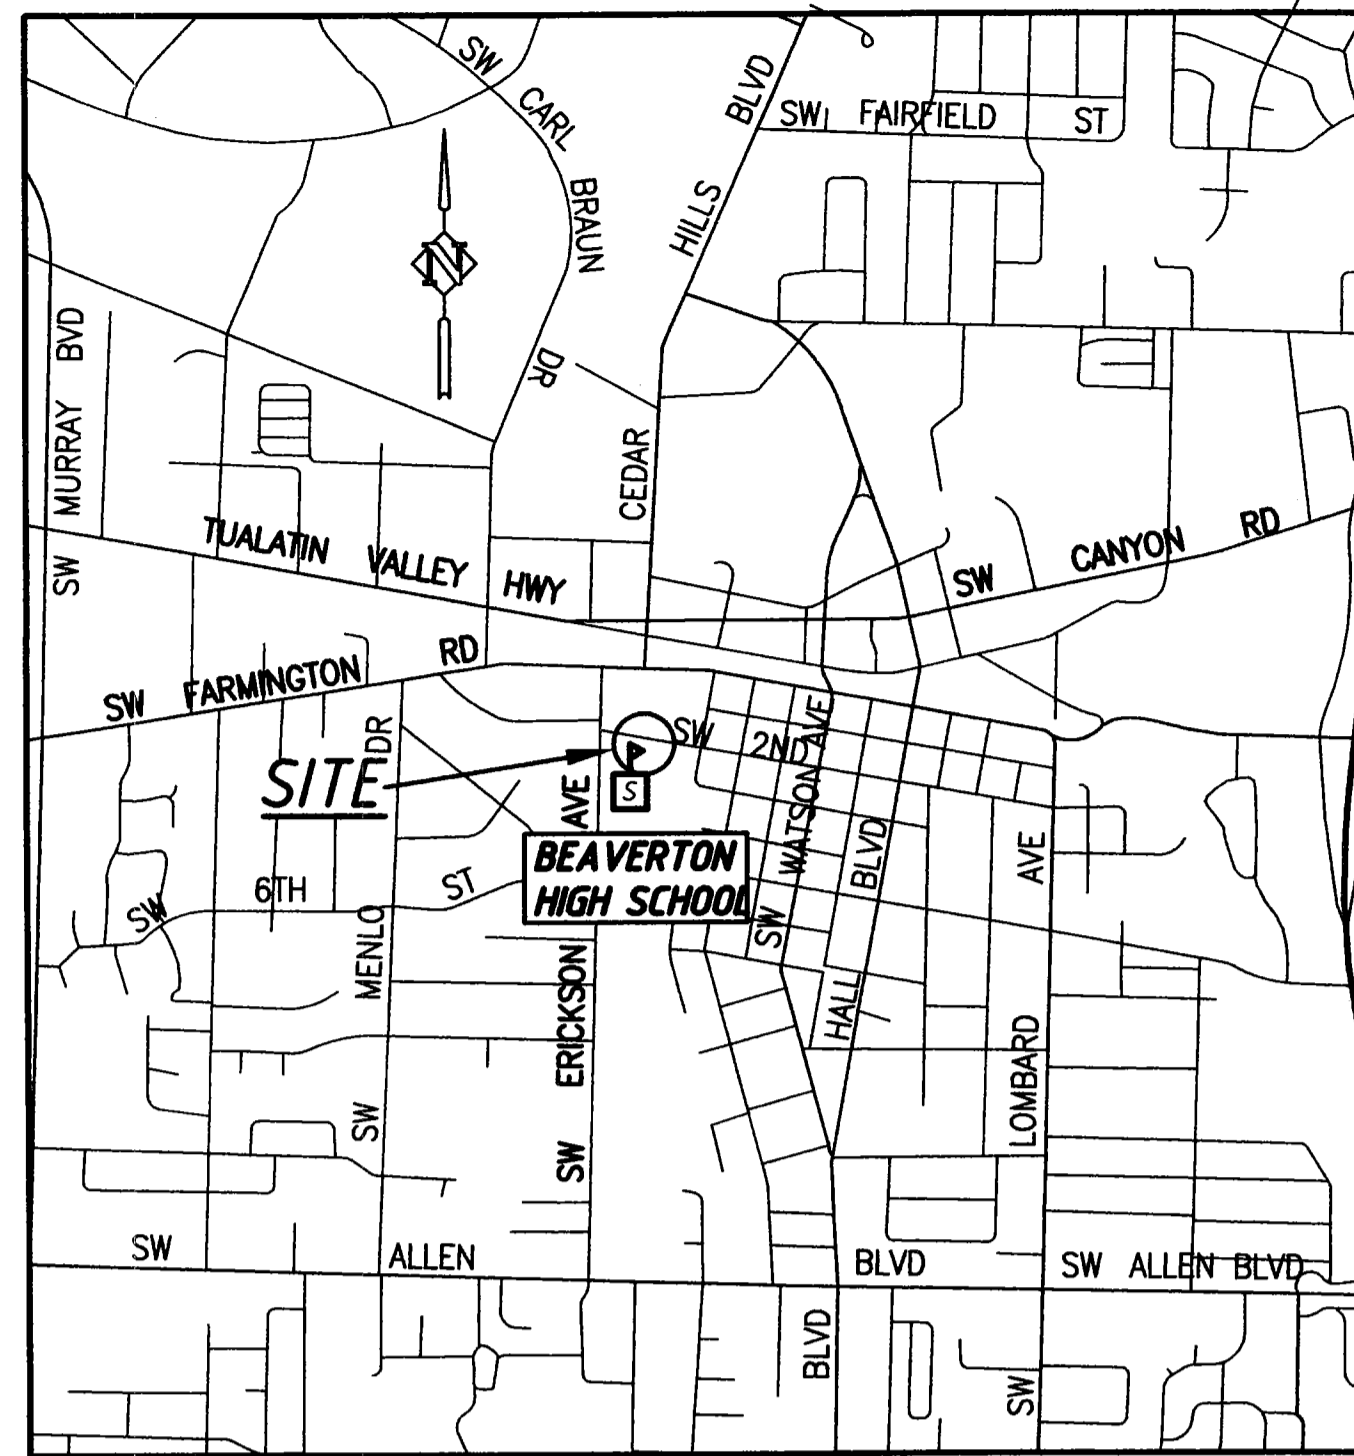 SW CARL BRAUN DR
CEDAR HILLS BLVD
SW FAIRFIELD ST
N
SW MURRAY BVD
TUALATIN VALLEY HWY
SW CANYON RD
SW FARMINGTON RD
SW 2ND
SITE
S
BEAVERTON
HIGH SCHOOL
SW 6TH ST
SW MENLO DR
SW ERICKSON AVE
SW WATSON AVE
HALL BLVD
LOMBARD AVE
SW ALLEN BLVD
SW ALLEN BLVD
BLVD
SW